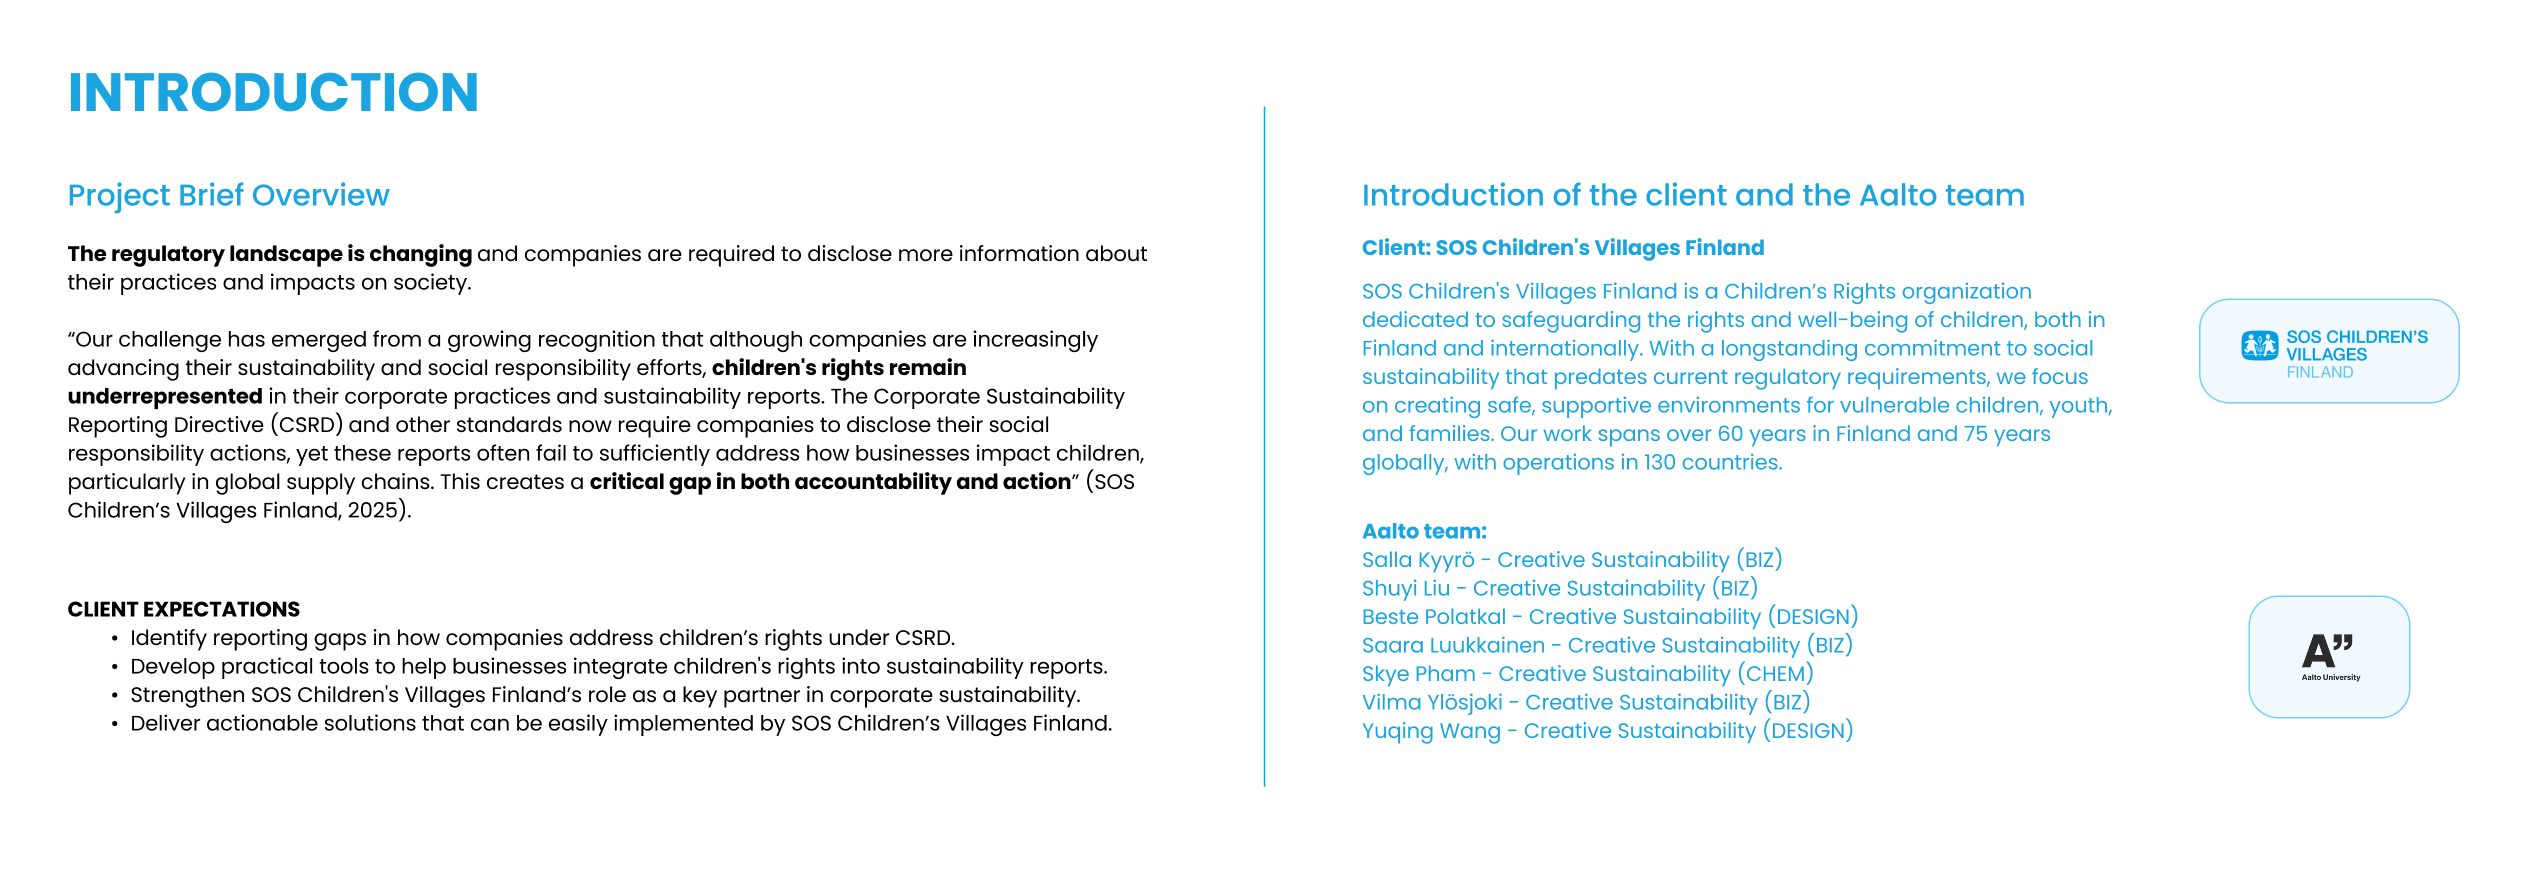 INTRODUCTION
Project Brief Overview
The regulatory landscape is changing and companies are required to disclose more information about
their practices and impacts on society.
“Our challenge has emerged from a growing recognition that although companies are increasingly
advancing their sustainability and social responsibility efforts, children's rights remain
underrepresented in their corporate practices and sustainability reports. The Corporate Sustainability
Reporting Directive (CSRD) and other standards now require companies to disclose their social
responsibility actions, yet these reports often fail to sufficiently address how businesses impact children,
particularly in global supply chains. This creates a critical gap in both accountability and action” (SOS
Children’s Villages Finland, 2025).
CLIENT EXPECTATIONS
• Identify reporting gaps in how companies address children’s rights under CSRD.
• Develop practical tools to help businesses integrate children's rights into sustainability reports.
• Strengthen SOS Children's Villages Finland’s role as a key partner in corporate sustainability.
• Deliver actionable solutions that can be easily implemented by SOS Children’s Villages Finland.
Introduction of the client and the Aalto team
Client: SOS Children's Villages Finland
SOS Children's Villages Finland is a Children’s Rights organization
dedicated to safeguarding the rights and well-being of children, both in
Finland and internationally. With a longstanding commitment to social
sustainability that predates current regulatory requirements, we focus
on creating safe, supportive environments for vulnerable children, youth,
and families. Our work spans over 60 years in Finland and 75 years
globally, with operations in 130 countries.
Aalto team:
Salla Kyyrö - Creative Sustainability (BIZ)
Shuyi Liu - Creative Sustainability (BIZ)
Beste Polatkal - Creative Sustainability (DESIGN)
Saara Luukkainen - Creative Sustainability (BIZ)
Skye Pham - Creative Sustainability (CHEM)
Vilma Ylösjoki - Creative Sustainability (BIZ)
Yuqing Wang - Creative Sustainability (DESIGN)
SOS CHILDREN’S
VILLAGES
FINLAND
A”
Aalto University